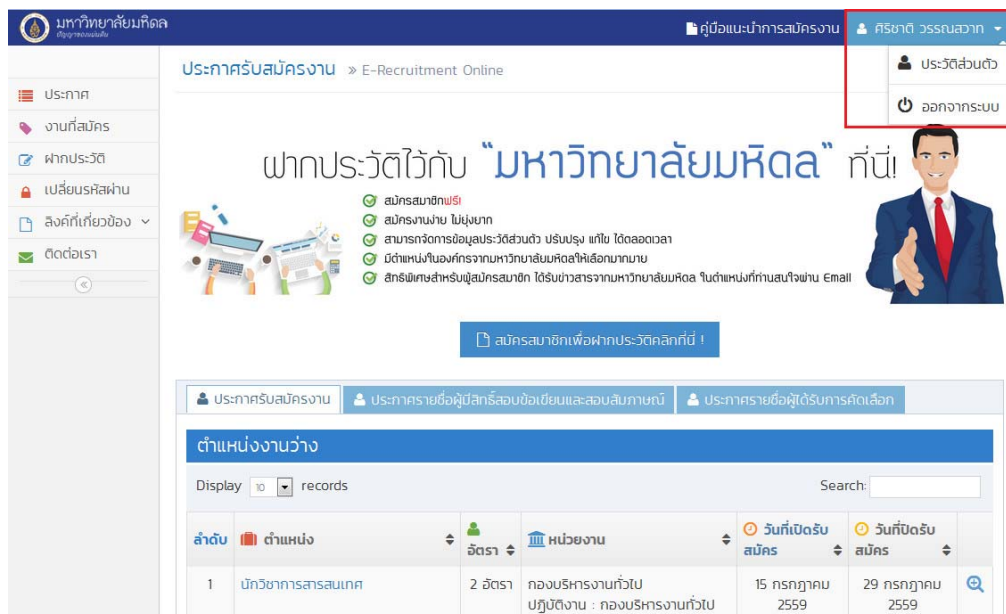 มหาวิทยาลัยมหิดล
ปัญญาของแผ่นดิน
คู่มือแนะนำการสมัครงาน
ศิริชาติ วรรณสวาท
ประวัติส่วนตัว
ออกจากระบบ
ประกาศรับสมัครงาน » E-Recruitment Online
ประกาศ
งานที่สมัคร
ฝากประวัติ
เปลี่ยนรหัสผ่าน
ลิงค์ที่เกี่ยวข้อง
ติดต่อเรา
ฝากประวัติไว้กับ "มหาวิทยาลัยมหิดล" ที่นี่!
สมัครสมาชิกฟรี!
สมัครงานง่าย ไม่ยุ่งยาก
สามารถจัดการข้อมูลประวัติส่วนตัว ปรับปรุง แก้ไข ได้ตลอดเวลา
มีตำแหน่งในองค์กรจากมหาวิทยาลัยมหิดลให้เลือกมากมาย
สิทธิพิเศษสำหรับผู้สมัครสมาชิก ได้รับข่าวสารจากมหาวิทยาลัยมหิดล ในตำแหน่งที่ท่านสนใจผ่าน Email
สมัครสมาชิกเพื่อฝากประวัติคลิกที่นี่ !
ประกาศรับสมัครงาน
ประกาศรายชื่อผู้มีสิทธิ์สอบข้อเขียนและสอบสัมภาษณ์
ประกาศรายชื่อผู้ได้รับการคัดเลือก
ตำแหน่งงานว่าง
Display 10 records
Search:
ลำดับ ตำแหน่ง อัตรา หน่วยงาน วันที่เปิดรับสมัคร วันที่ปิดรับสมัคร
1 นักวิชาการสารสนเทศ 2 อัตรา กองบริหารงานทั่วไป 15 กรกฎาคม 29 กรกฎาคม
ปฏิบัติงาน : กองบริหารงานทั่วไป 2559 2559